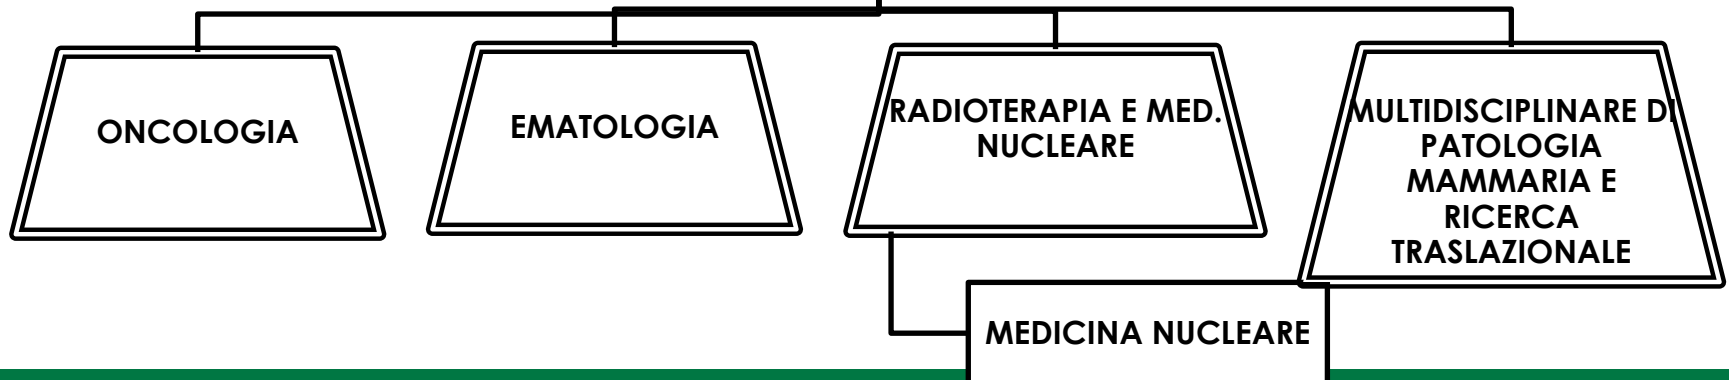 ONCOLOGIA
EMATOLOGIA
RADIOTERAPIA E MED.
NUCLEARE
MULTIDISCIPLINARE DI
PATOLOGIA
MAMMARIA E
RICERCA
TRASLAZIONALE
MEDICINA NUCLEARE